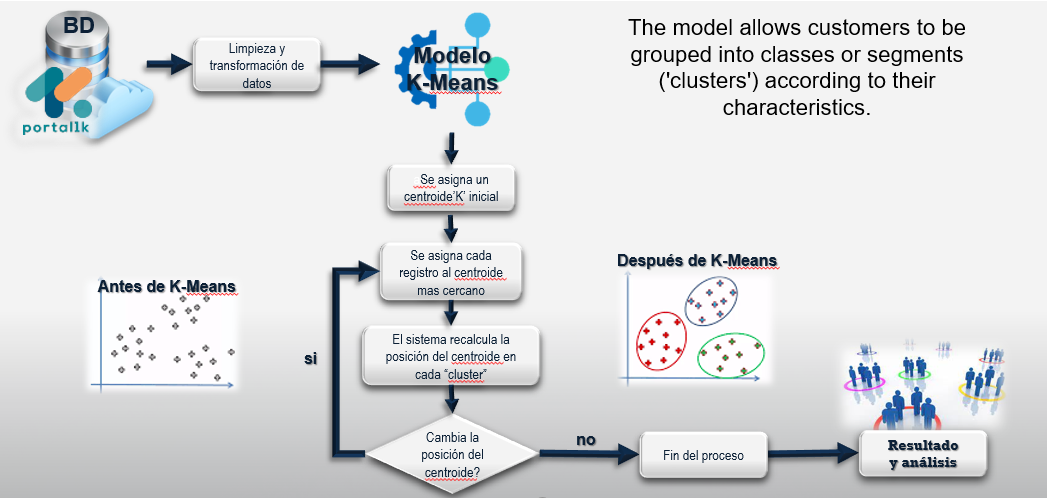 BD
portal1k
Limpieza y
transformación de
datos
Modelo
K-Means
The model allows customers to be
grouped into classes or segments
('clusters') according to their
characteristics.
Se asigna un
centroide'K' inicial
Se asigna cada
registro al centroide
mas cercano
Antes de K-Means
Después de K-Means
El sistema recalcula la
posición del centroide en
cada “cluster”
si
Cambia la
posición del
centroide?
no
Fin del proceso
Resultado
y análisis